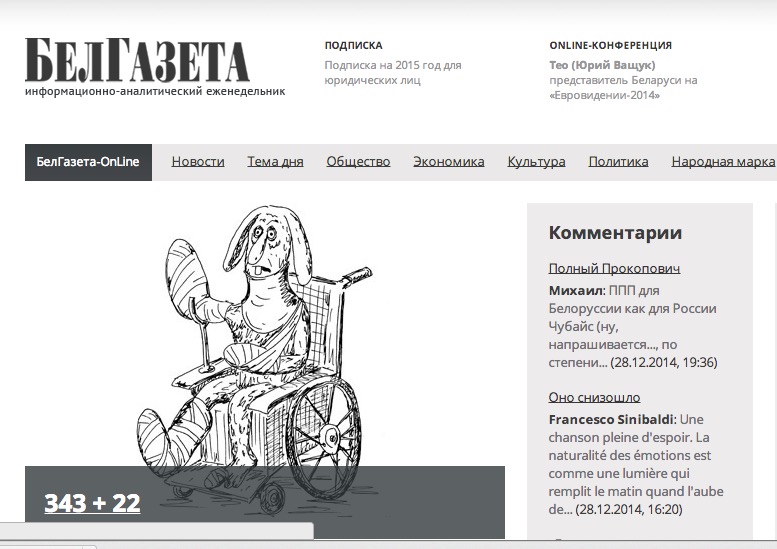 БЕЛГАЗЕТА
информационно-аналитический еженедельник
ПОДПИСКА
Подписка на 2015 год для
юридических лиц
ONLINE-КОНФЕРЕНЦИЯ
Тео (Юрий Ващук)
представитель Беларуси на
«Евровидении-2014»
БелГазета-OnLine Новости Тема дня Общество Экономика Культура Политика Народная марка
343 + 22
Комментарии
Полный Прокопович
Михаил: ППП для
Белоруссии как для России
Чубайс (ну,
напрашивается..., по
степени... (28.12.2014, 19:36)
Оно снизошло
Francesco Sinibaldi: Une
chanson pleine d'espoir. La
naturalité des émotions est
comme une lumière qui
remplit le matin quand l'aube
de... (28.12.2014, 16:20)